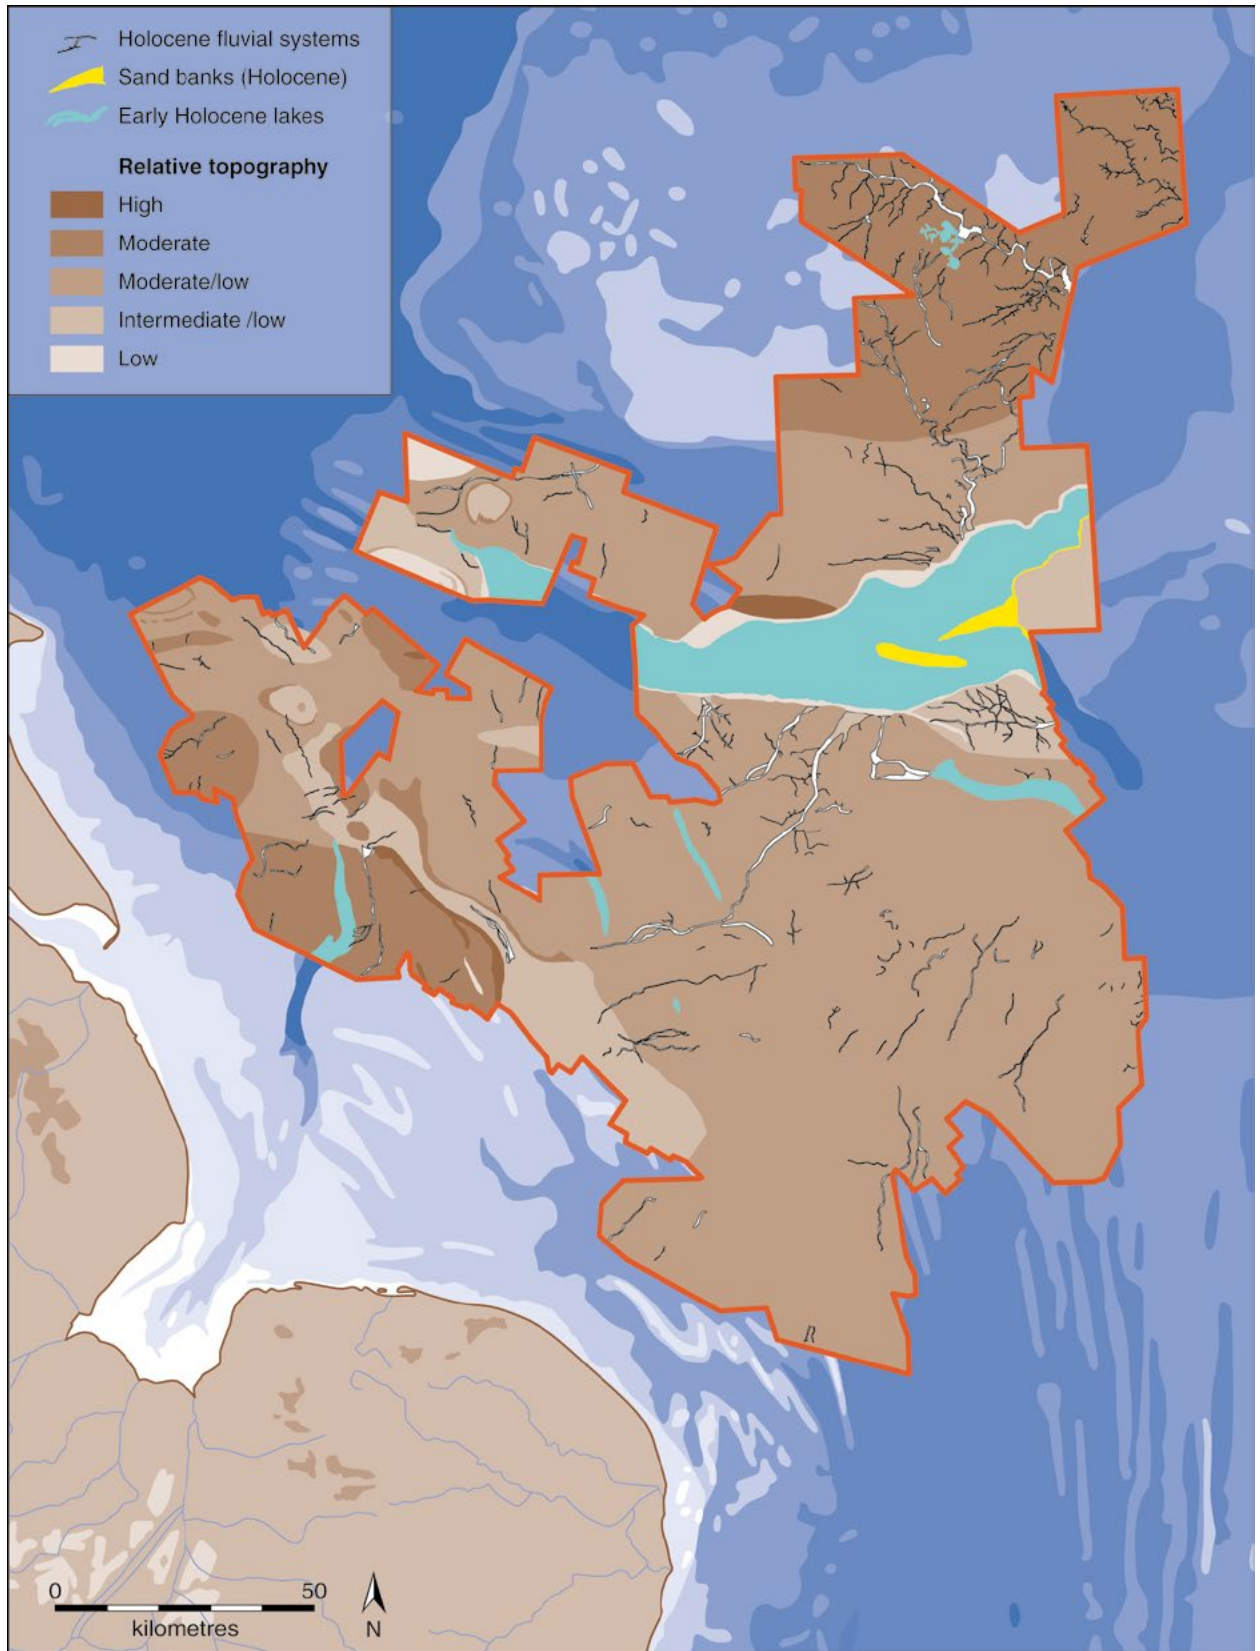 Holocene fluvial systems
Sand banks (Holocene)
Early Holocene lakes
Relative topography
High
Moderate
Moderate/low
Intermediate /low
Low
0 50
kilometres
N